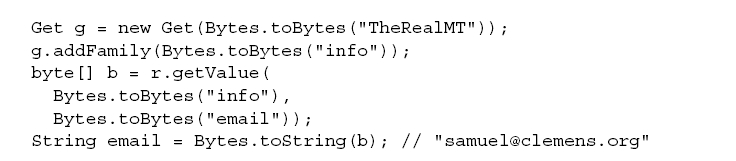 Get g = new Get(Bytes.toBytes("TheRealMT"));
g.addFamily(Bytes.toBytes("info"));
byte[] b = r.getValue(
  Bytes.toBytes("info"),
  Bytes.toBytes("email"));
String email = Bytes.toString(b); // "samuel@clemens.org"